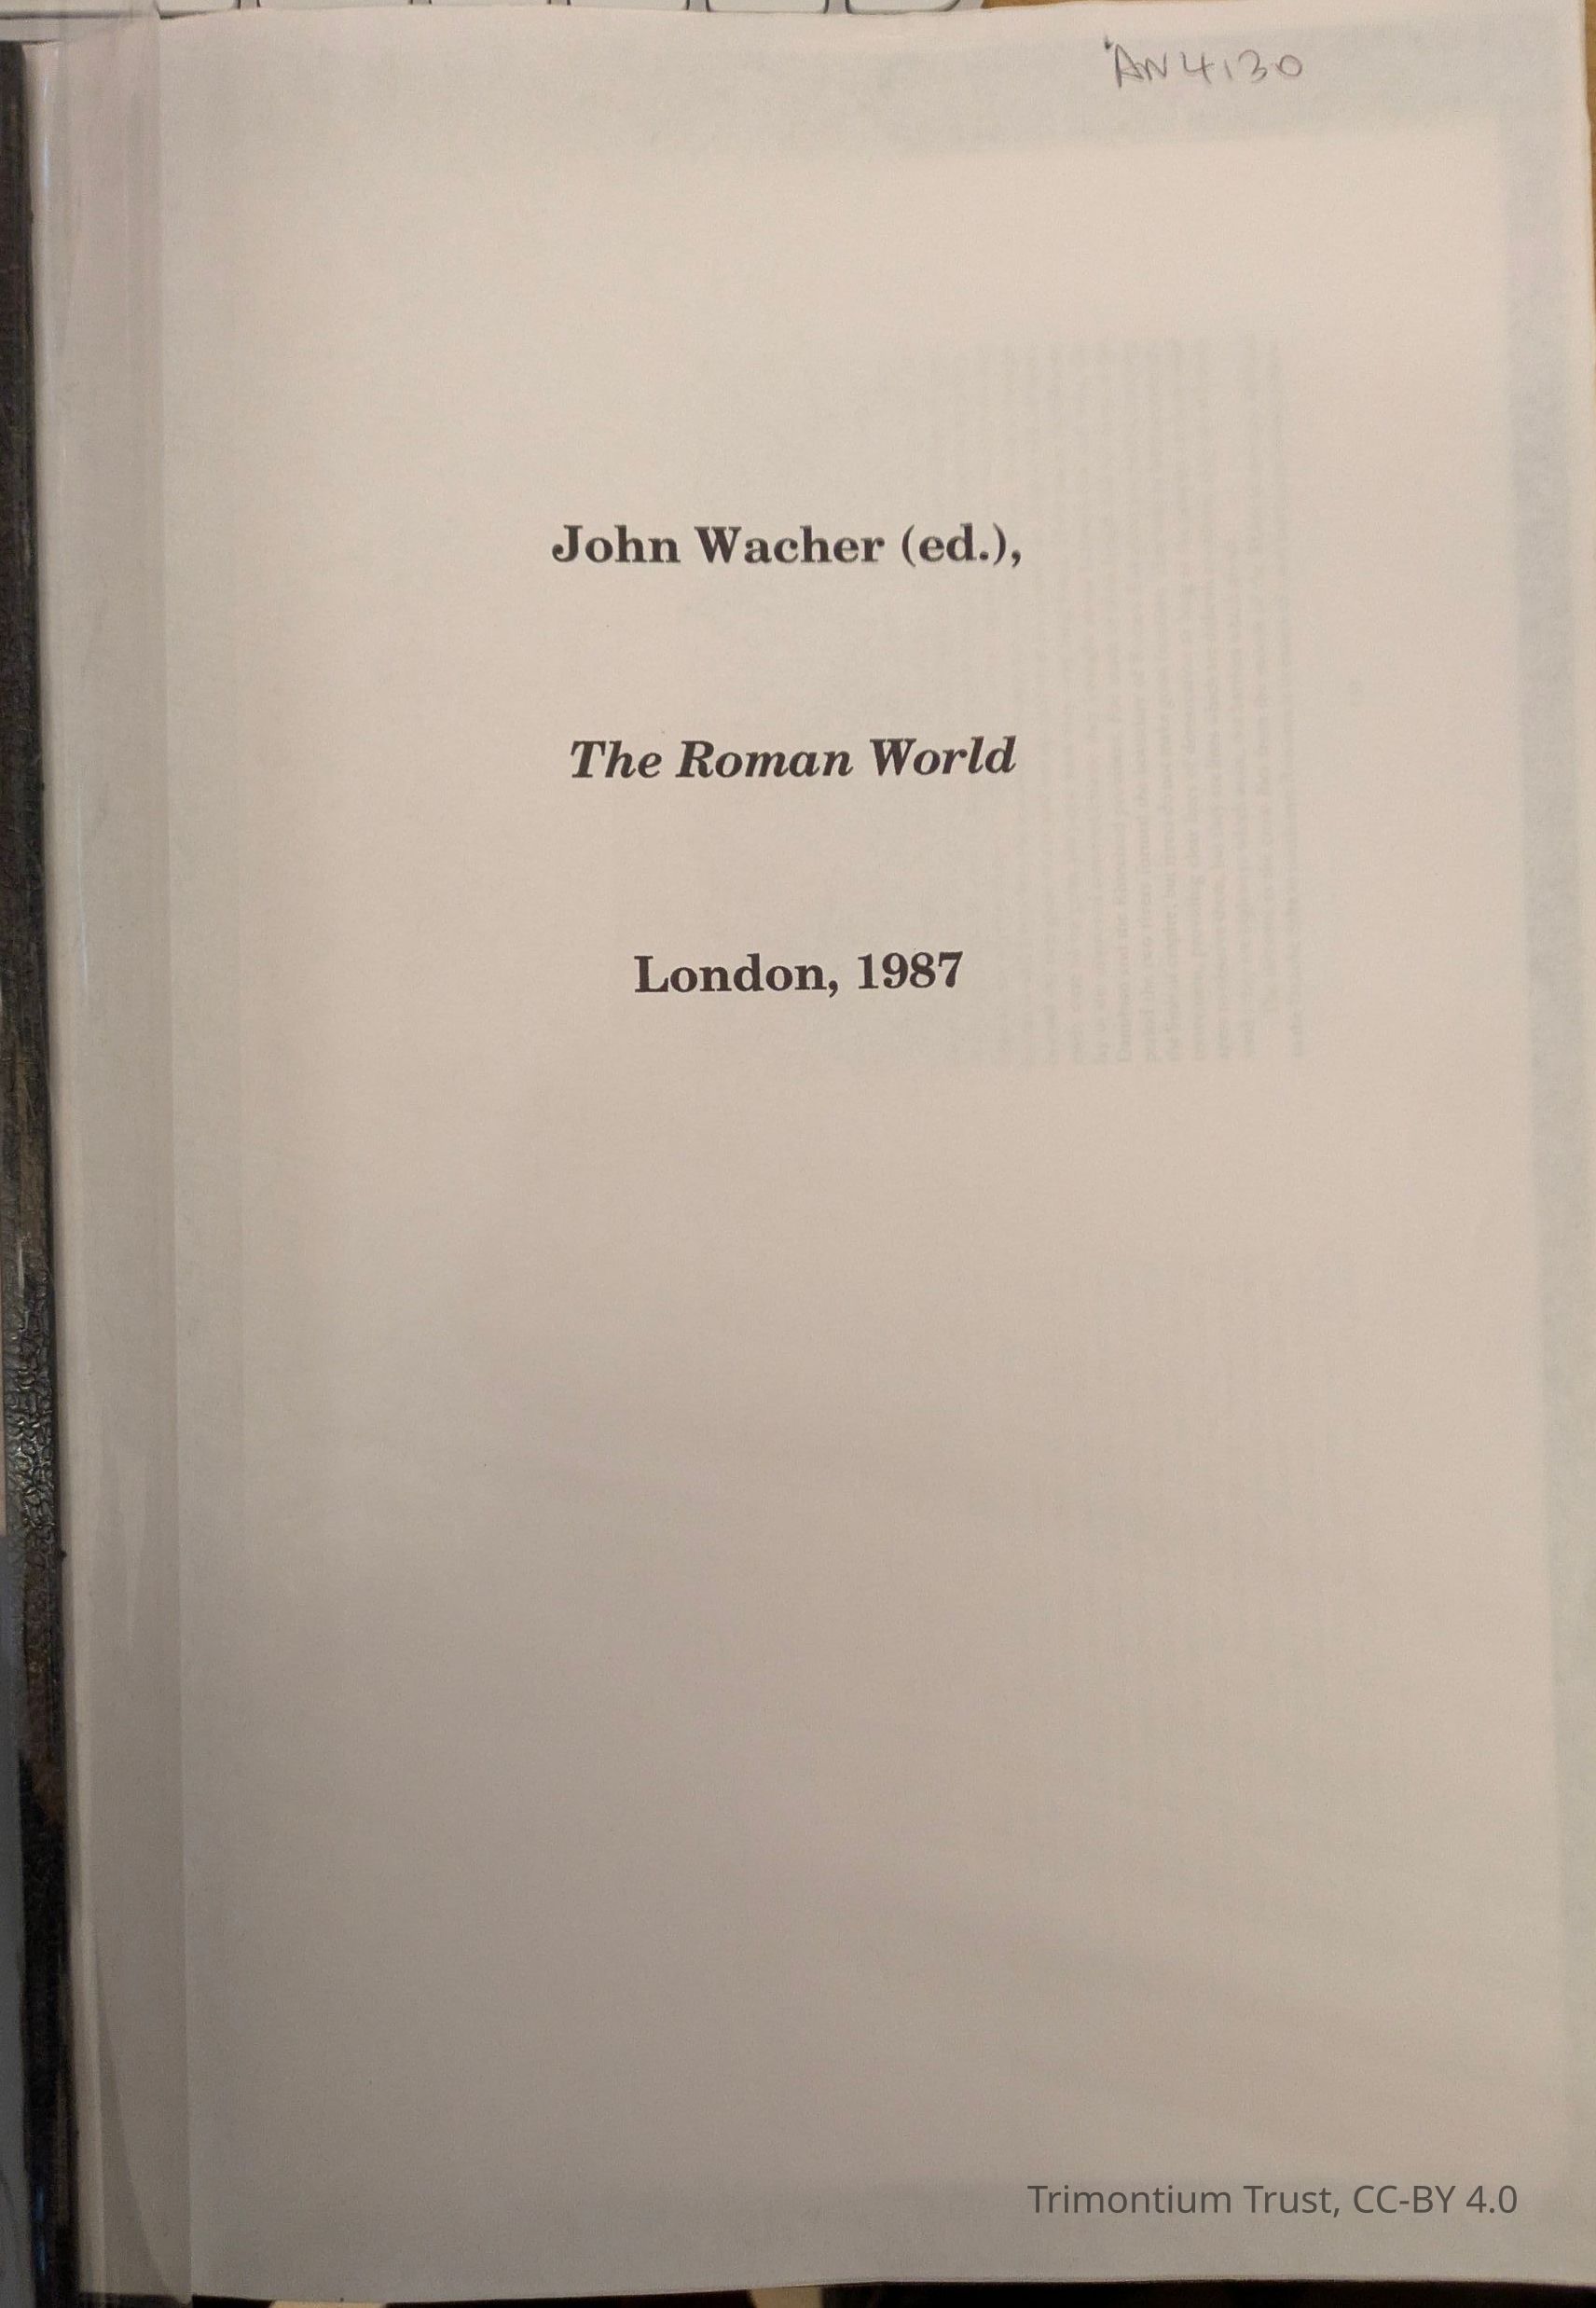 AN4130
John Wacher (ed.),
The Roman World
London, 1987
Trimontium Trust, CC-BY 4.0